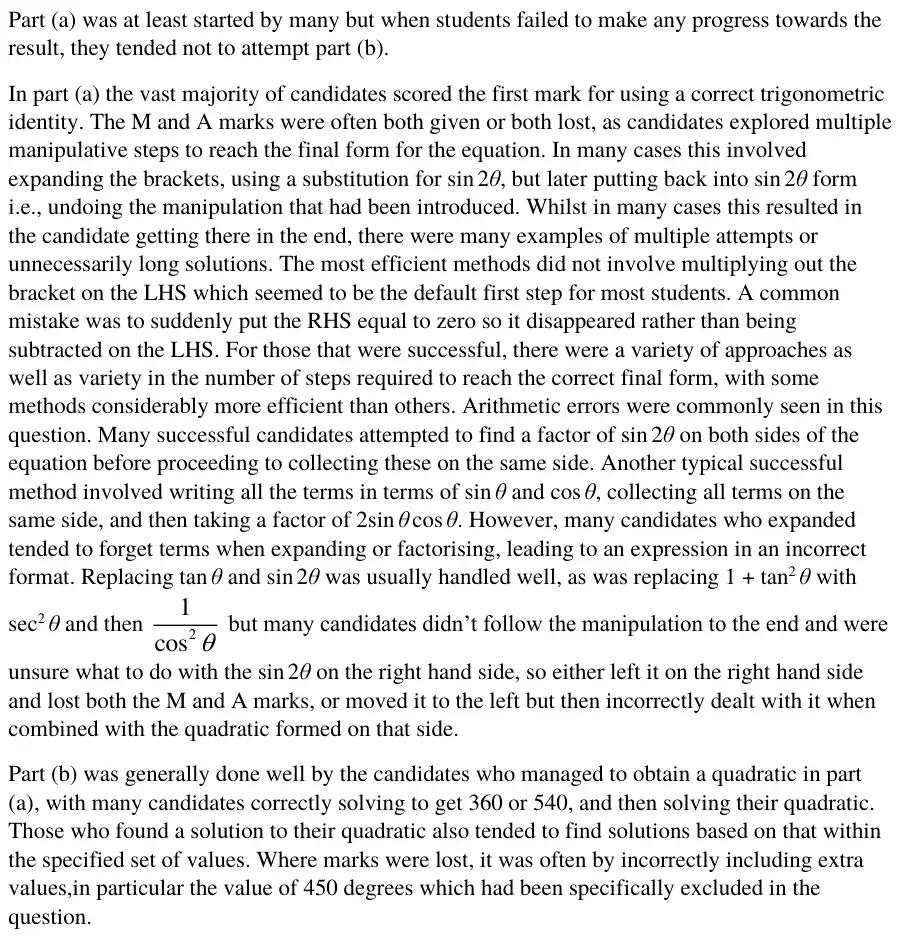 Part (a) was at least started by many but when students failed to make any progress towards the
result, they tended not to attempt part (b).
In part (a) the vast majority of candidates scored the first mark for using a correct trigonometric
identity. The M and A marks were often both given or both lost, as candidates explored multiple
manipulative steps to reach the final form for the equation. In many cases this involved
expanding the brackets, using a substitution for sin 2θ, but later putting back into sin 2θ form
i.e., undoing the manipulation that had been introduced. Whilst in many cases this resulted in
the candidate getting there in the end, there were many examples of multiple attempts or
unnecessarily long solutions. The most efficient methods did not involve multiplying out the
bracket on the LHS which seemed to be the default first step for most students. A common
mistake was to suddenly put the RHS equal to zero so it disappeared rather than being
subtracted on the LHS. For those that were successful, there were a variety of approaches as
well as variety in the number of steps required to reach the correct final form, with some
methods considerably more efficient than others. Arithmetic errors were commonly seen in this
question. Many successful candidates attempted to find a factor of sin 2θ on both sides of the
equation before proceeding to collecting these on the same side. Another typical successful
method involved writing all the terms in terms of sin θ and cos θ, collecting all terms on the
same side, and then taking a factor of 2sin θ cos θ. However, many candidates who expanded
tended to forget terms when expanding or factorising, leading to an expression in an incorrect
format. Replacing tan θ and sin 2θ was usually handled well, as was replacing 1 + tan² θ with
sec² θ and then 1/cos² θ but many candidates didn’t follow the manipulation to the end and were
unsure what to do with the sin 2θ on the right hand side, so either left it on the right hand side
and lost both the M and A marks, or moved it to the left but then incorrectly dealt with it when
combined with the quadratic formed on that side.
Part (b) was generally done well by the candidates who managed to obtain a quadratic in part
(a), with many candidates correctly solving to get 360 or 540, and then solving their quadratic.
Those who found a solution to their quadratic also tended to find solutions based on that within
the specified set of values. Where marks were lost, it was often by incorrectly including extra
values,in particular the value of 450 degrees which had been specifically excluded in the
question.